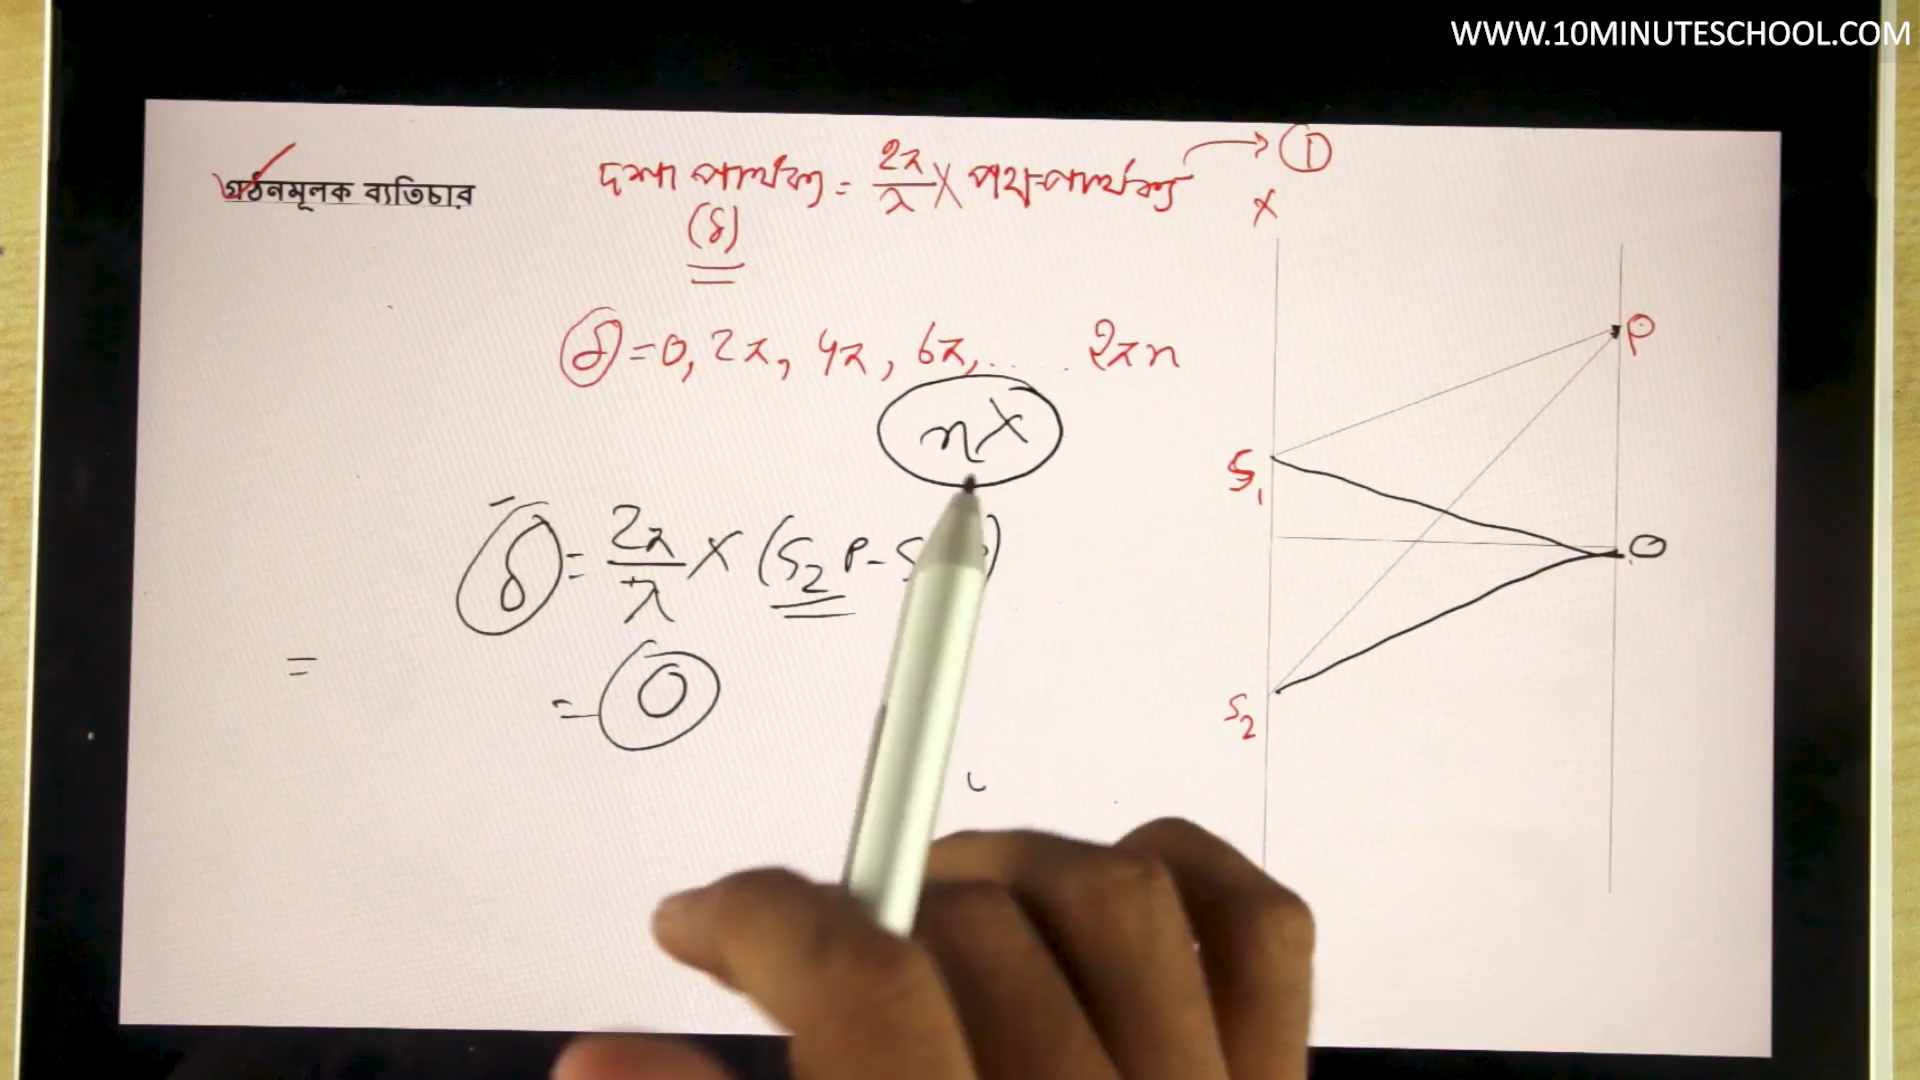 WWW.10MINUTESCHOOL.COM
গঠনমূলক ব্যতিচার
দশা পার্থক্য = 2π/λ × পথ-পার্থক্য → ①
(δ)
x
δ = 0, 2π, 4π, 6π, ... 2πn
P
S₁
δ = 2π/λ × (S₂P - S
O
=
= 0
S₂